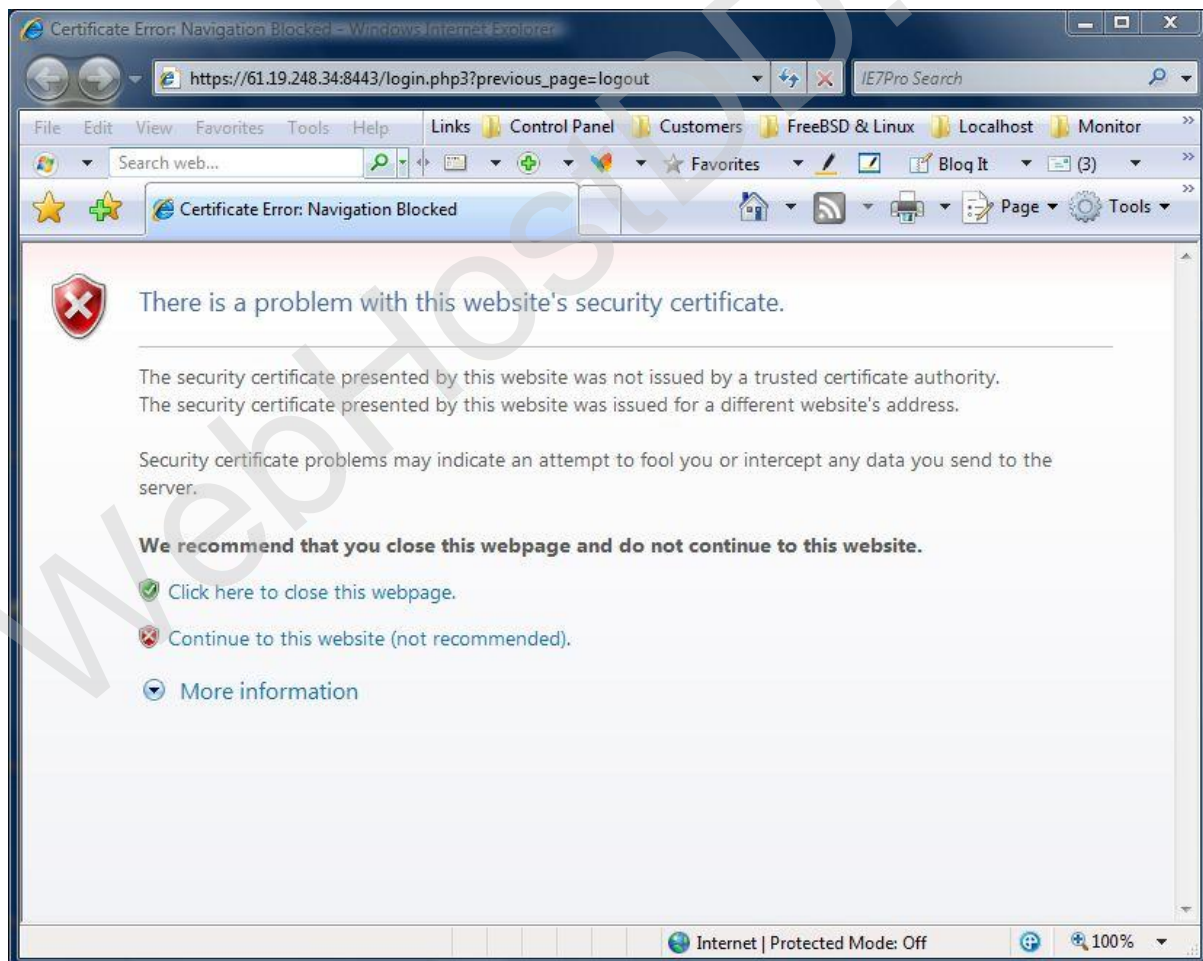 Certificate Error: Navigation Blocked - Windows Internet Explorer
https://61.19.248.34:8443/login.php3?previous_page=logout
IE7Pro Search
File Edit View Favorites Tools Help Links Control Panel Customers FreeBSD & Linux Localhost Monitor »
Search web... Favorites Blog It (3) »
Certificate Error: Navigation Blocked Page Tools »
There is a problem with this website's security certificate.
The security certificate presented by this website was not issued by a trusted certificate authority.
The security certificate presented by this website was issued for a different website's address.
Security certificate problems may indicate an attempt to fool you or intercept any data you send to the
server.
We recommend that you close this webpage and do not continue to this website.
Click here to close this webpage.
Continue to this website (not recommended).
More information
Internet | Protected Mode: Off 100%
WebHostDD.